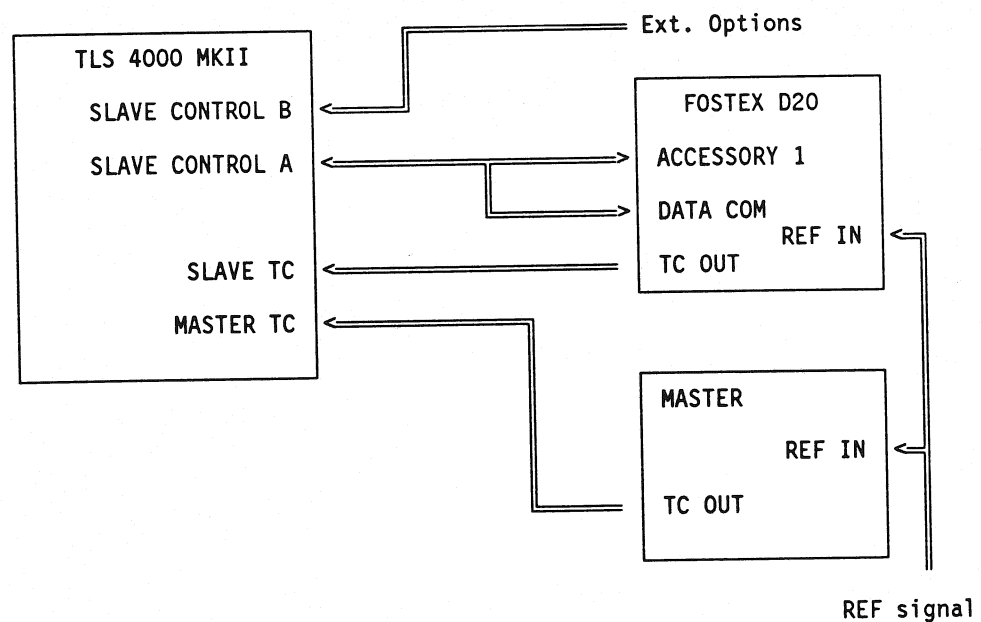 Ext. Options
TLS 4000 MKII
SLAVE CONTROL B
SLAVE CONTROL A
SLAVE TC
MASTER TC
FOSTEX D20
ACCESSORY 1
DATA COM
REF IN
TC OUT
MASTER
REF IN
TC OUT
REF signal